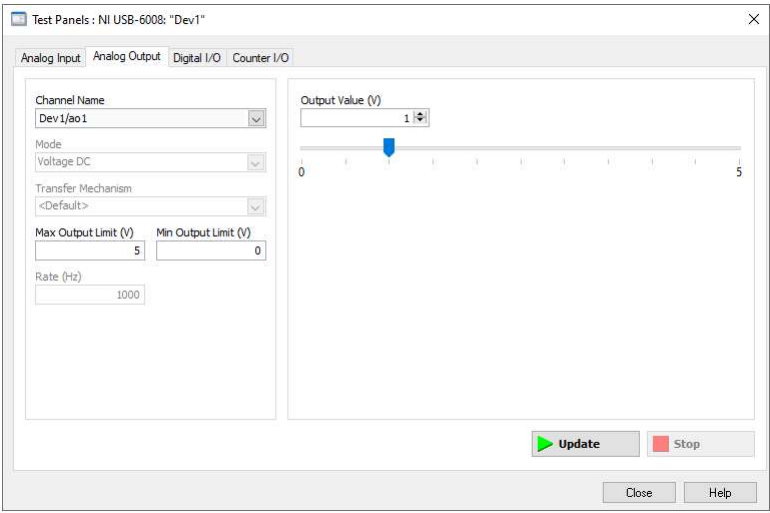 Test Panels : NI USB-6008: "Dev1"
Analog Input Analog Output Digital I/O Counter I/O
Channel Name
Dev1/ao1
Mode
Voltage DC
Transfer Mechanism
<Default>
Max Output Limit (V) Min Output Limit (V)
5 0
Rate (Hz)
1000
Output Value (V)
1
0 5
Update Stop
Close Help